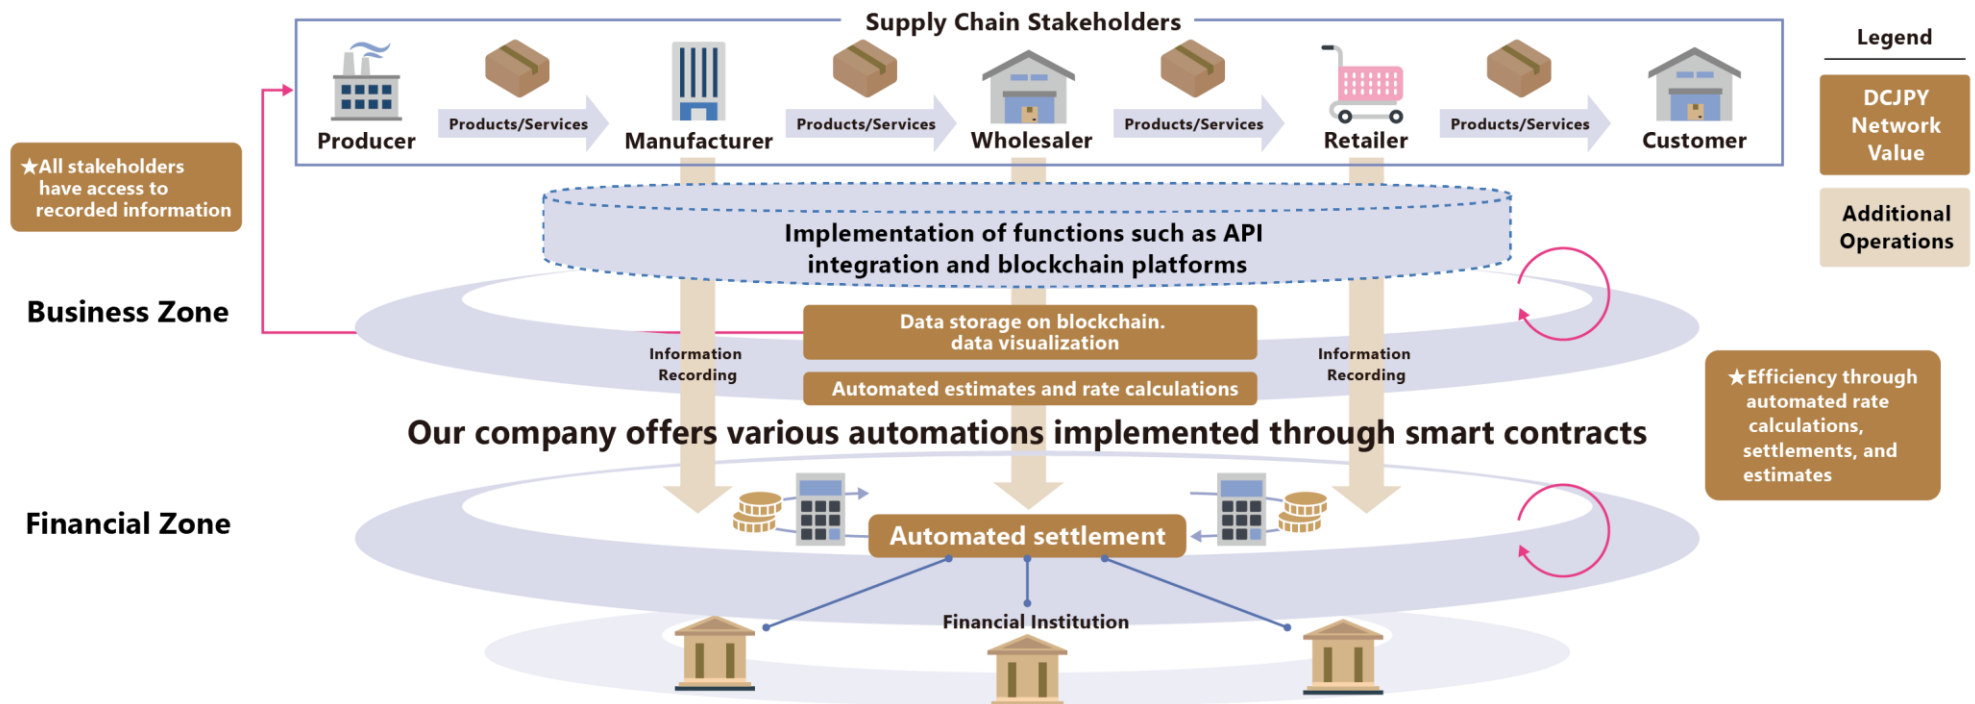 Supply Chain Stakeholders
Producer
Products/Services
Manufacturer
Products/Services
Wholesaler
Products/Services
Retailer
Products/Services
Customer
Legend
DCJPY
Network
Value
Additional
Operations
★All stakeholders
have access to
recorded information
Implementation of functions such as API
integration and blockchain platforms
Business Zone
Data storage on blockchain.
data visualization
Information
Recording
Information
Recording
Automated estimates and rate calculations
★Efficiency through
automated rate
calculations,
settlements, and
estimates
Our company offers various automations implemented through smart contracts
Financial Zone
Automated settlement
Financial Institution